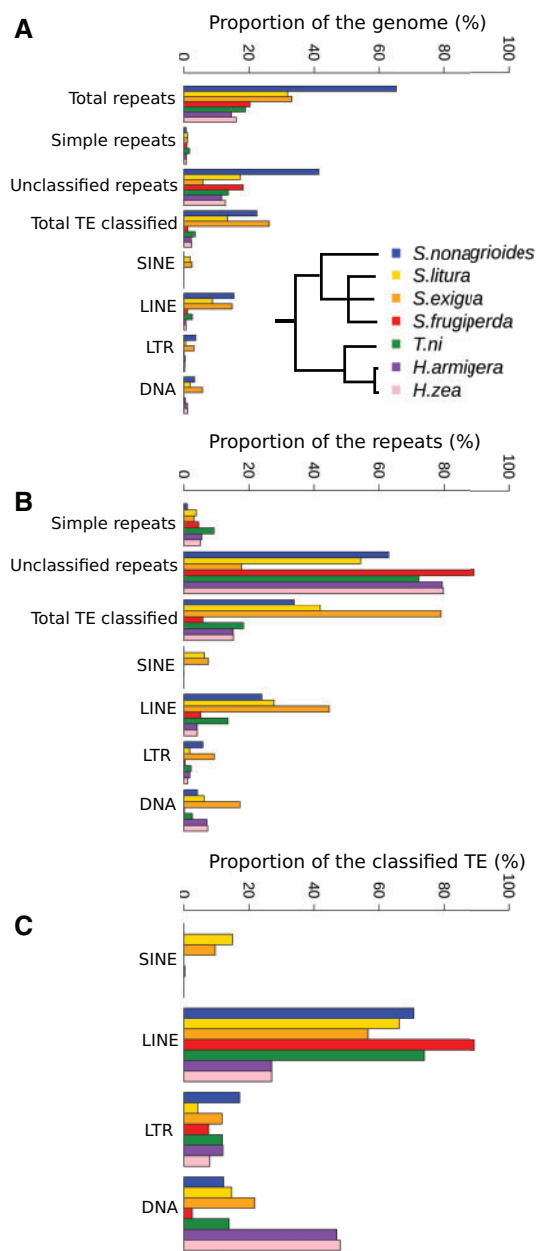 A
Proportion of the genome (%)
0 20 40 60 80 100
Total repeats
Simple repeats
Unclassified repeats
Total TE classified
SINE
LINE
LTR
DNA
S.nonagrioides
S.litura
S.exigua
S.frugiperda
T.ni
H.armigera
H.zea
Proportion of the repeats (%)
0 20 40 60 80 100
B
Simple repeats
Unclassified repeats
Total TE classified
SINE
LINE
LTR
DNA
Proportion of the classified TE (%)
0 20 40 60 80 100
C
SINE
LINE
LTR
DNA